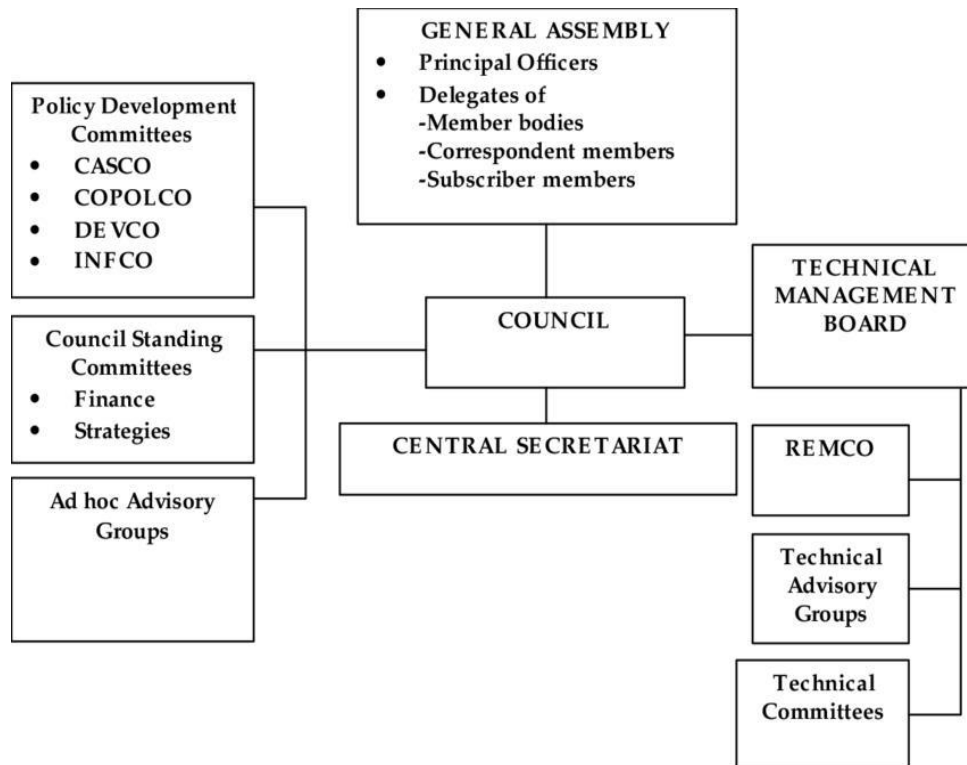 GENERAL ASSEMBLY
• Principal Officers
• Delegates of
-Member bodies
-Correspondent members
-Subscriber members
Policy Development
Committees
• CASCO
• COPOLCO
• DEVCO
• INFCO
Council Standing
Committees
• Finance
• Strategies
Ad hoc Advisory
Groups
COUNCIL
CENTRAL SECRETARIAT
TECHNICAL
MANAGEMENT
BOARD
REMCO
Technical
Advisory
Groups
Technical
Committees